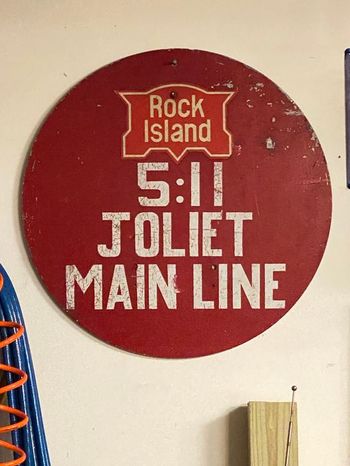 Rock
Island
5:11
JOLIET
MAIN LINE